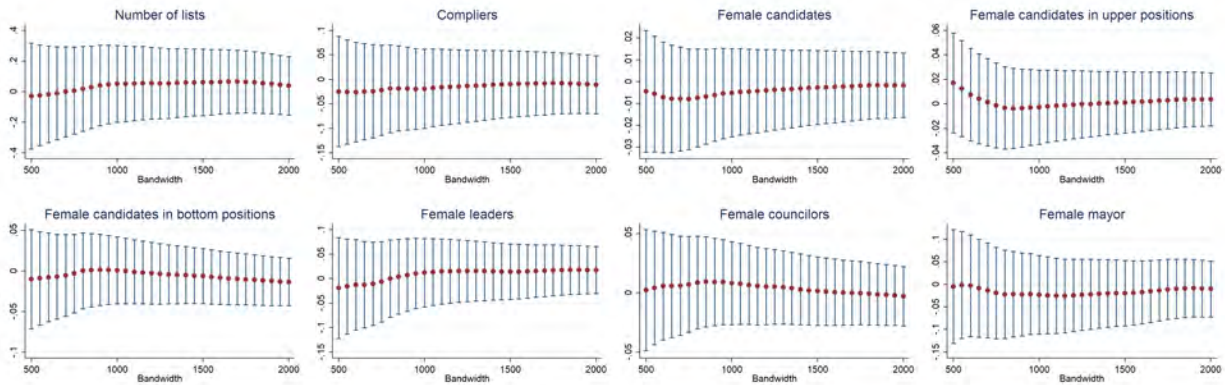 Number of lists
.4
.2
0
-.2
-.4
500 1000 1500 2000
Bandwidth
Compliers
.1
.05
0
-.05
-.1
-.15
500 1000 1500 2000
Bandwidth
Female candidates
.02
.01
0
-.01
-.03
500 1000 1500 2000
Bandwidth
Female candidates in upper positions
.06
.04
.02
0
-.02
-.04
500 1000 1500 2000
Bandwidth
Female candidates in bottom positions
.05
0
-.05
-.1
500 1000 1500 2000
Bandwidth
Female leaders
.1
.05
0
-.05
-.1
-.15
500 1000 1500 2000
Bandwidth
Female councilors
.05
0
-.05
500 1000 1500 2000
Bandwidth
Female mayor
.1
.05
0
-.05
-.1
-.15
500 1000 1500 2000
Bandwidth